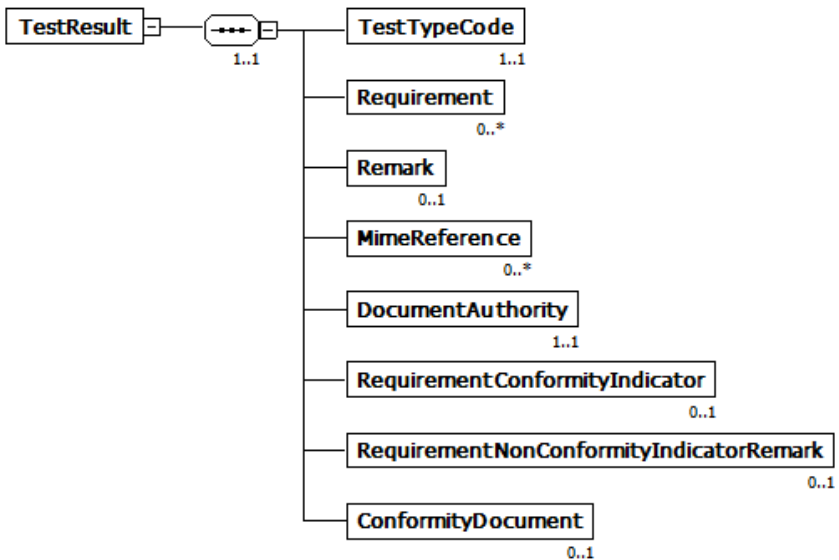 TestResult
1..1
TestTypeCode
1..1
Requirement
0..*
Remark
0..1
MimeReference
0..*
DocumentAuthority
1..1
RequirementConformityIndicator
0..1
RequirementNonConformityIndicatorRemark
0..1
ConformityDocument
0..1